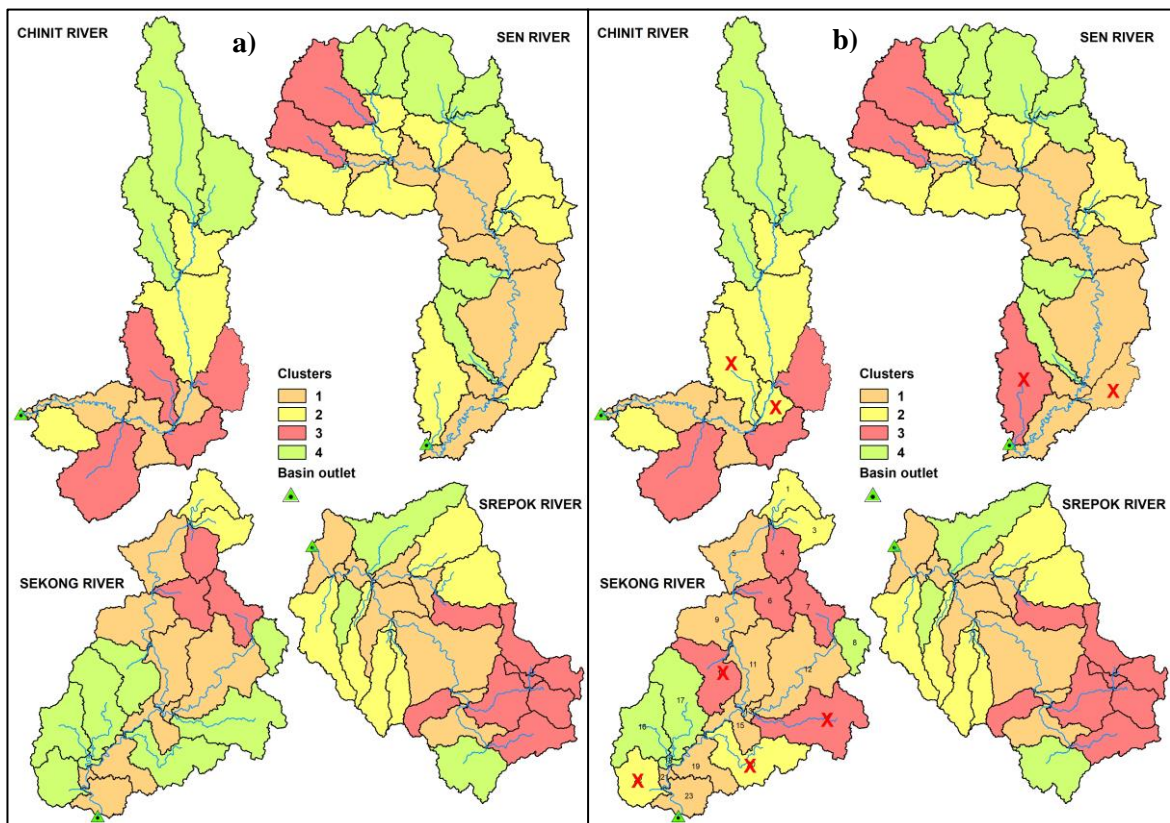 CHINIT RIVER
a)
SEN RIVER
Clusters
1
2
3
4
Basin outlet
SREPOK RIVER
SEKONG RIVER
CHINIT RIVER
b)
SEN RIVER
X
X
X
X
Clusters
1
2
3
4
Basin outlet
SREPOK RIVER
1
3
5
4
SEKONG RIVER
6
7
9
8
11
12
X
17
X
15
X
19
X
21
23